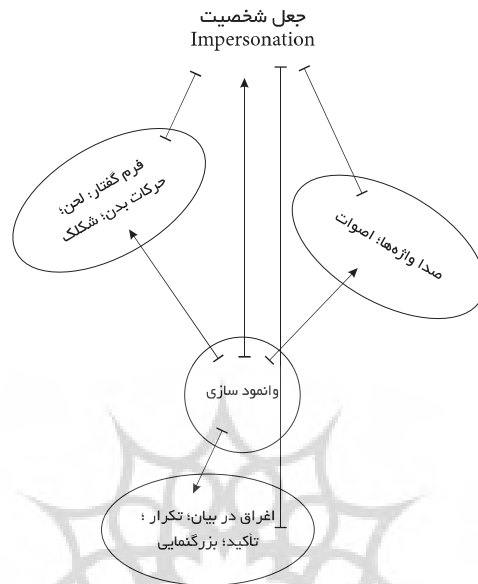 جعل شخصیت
Impersonation
فرم گفتار: لحن؛
حرکات بدن؛ شکلک
صدا واژه‌ها؛ اصوات
وانمود سازی
اغراق در بیان؛ تکرار ؛
تأکید؛ بزرگنمایی